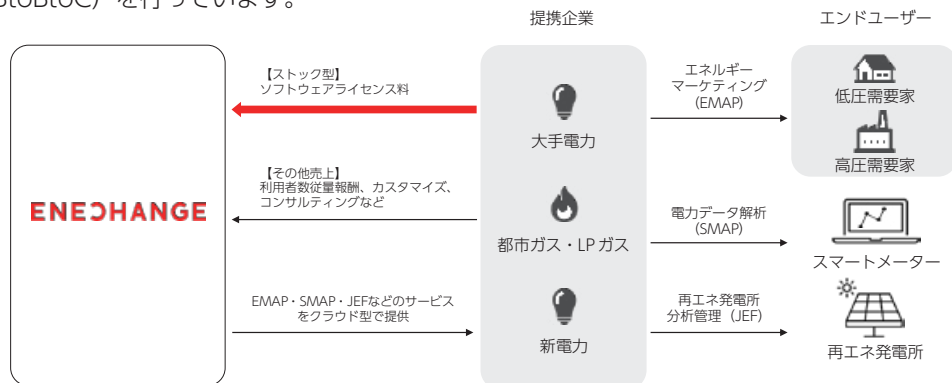 BtoBtoC）を行っています。
提携企業
エンドユーザー
【ストック型】
ソフトウェアライセンス料
エネルギー
マーケティング
(EMAP)
低圧需要家
大手電力
高圧需要家
【その他売上】
利用者数従量報酬、カスタマイズ、
コンサルティングなど
ENECHANGE
都市ガス・LPガス
電力データ解析
(SMAP)
スマートメーター
EMAP・SMAP・JEFなどのサービス
をクラウド型で提供
新電力
再エネ発電所
分析管理（JEF）
再エネ発電所